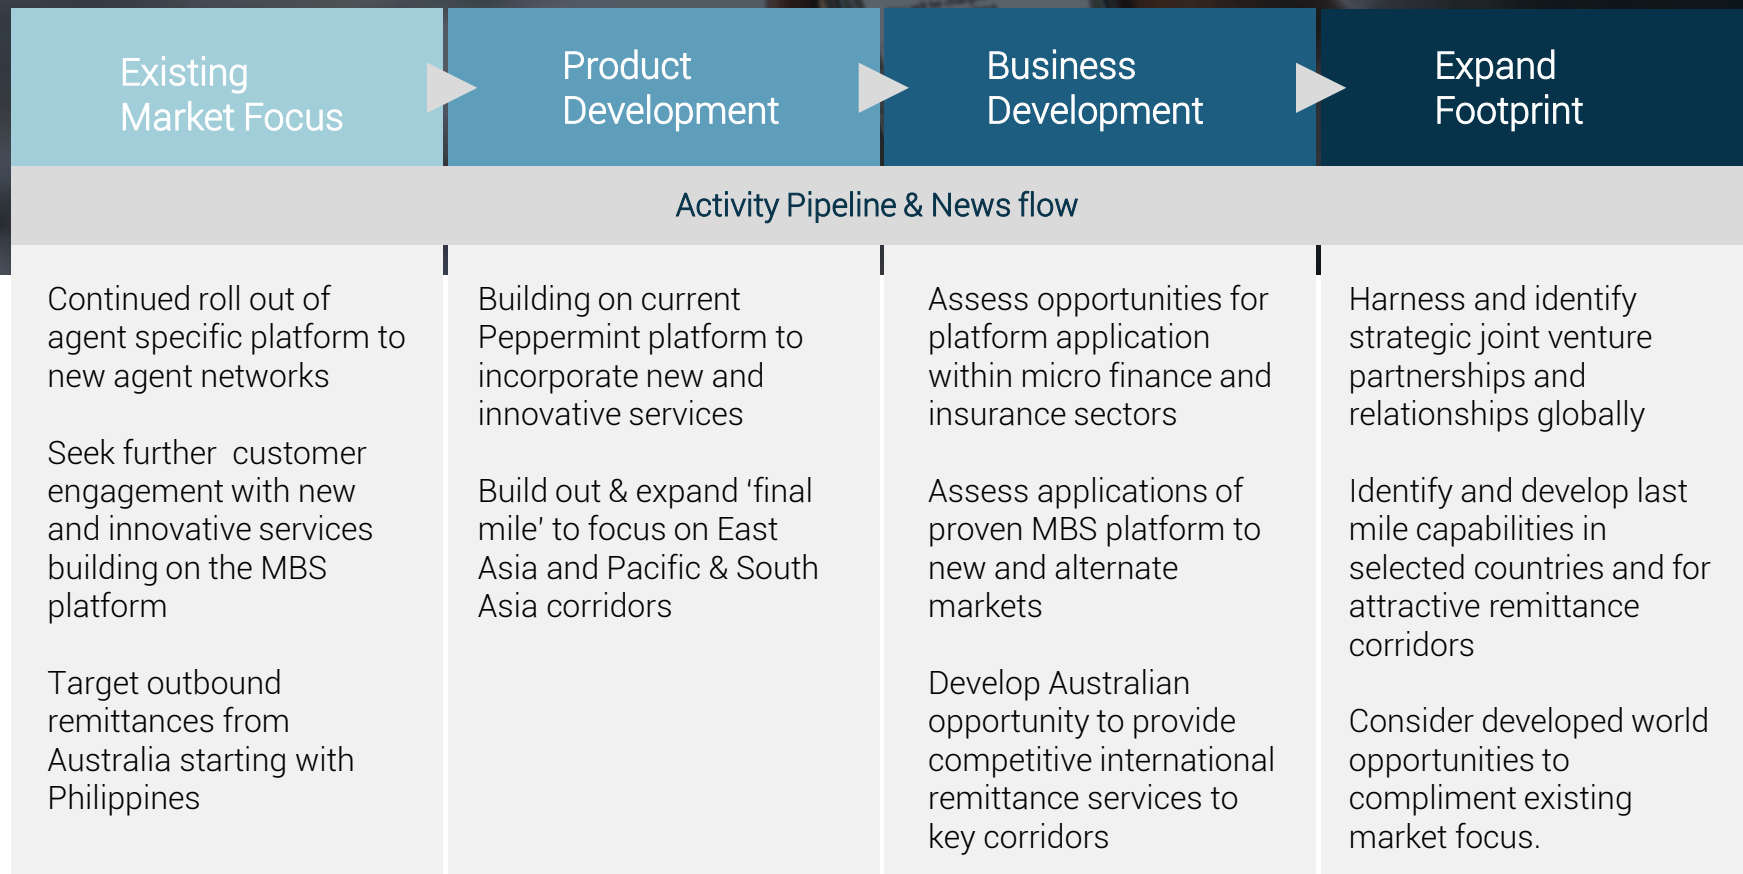 Existing
Market Focus
Product
Development
Business
Development
Expand
Footprint
Activity Pipeline & News flow
Continued roll out of
agent specific platform to
new agent networks
Seek further  customer
engagement with new
and innovative services
building on the MBS
platform
Target outbound
remittances from
Australia starting with
Philippines
Building on current
Peppermint platform to
incorporate new and
innovative services
Build out & expand ‘final
mile’ to focus on East
Asia and Pacific & South
Asia corridors
Assess opportunities for
platform application
within micro finance and
insurance sectors
Assess applications of
proven MBS platform to
new and alternate
markets
Develop Australian
opportunity to provide
competitive international
remittance services to
key corridors
Harness and identify
strategic joint venture
partnerships and
relationships globally
Identify and develop last
mile capabilities in
selected countries and for
attractive remittance
corridors
Consider developed world
opportunities to
compliment existing
market focus.